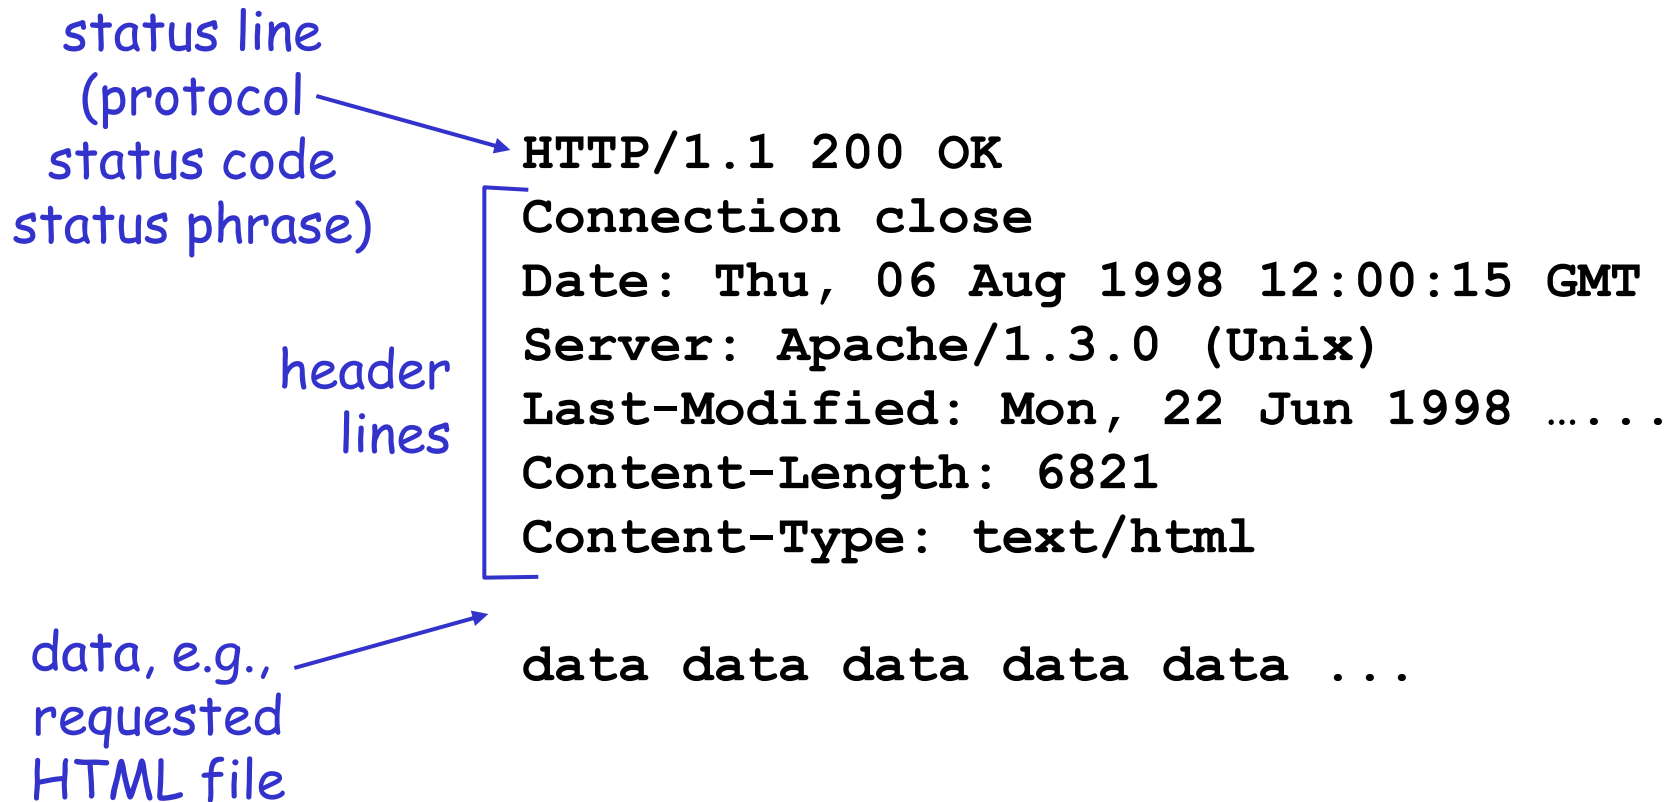 status line
(protocol
status code
status phrase)
HTTP/1.1 200 OK
Connection close
Date: Thu, 06 Aug 1998 12:00:15 GMT
Server: Apache/1.3.0 (Unix)
Last-Modified: Mon, 22 Jun 1998 …...
Content-Length: 6821
Content-Type: text/html
header
lines
data, e.g.,
requested
HTML file
data data data data data ...